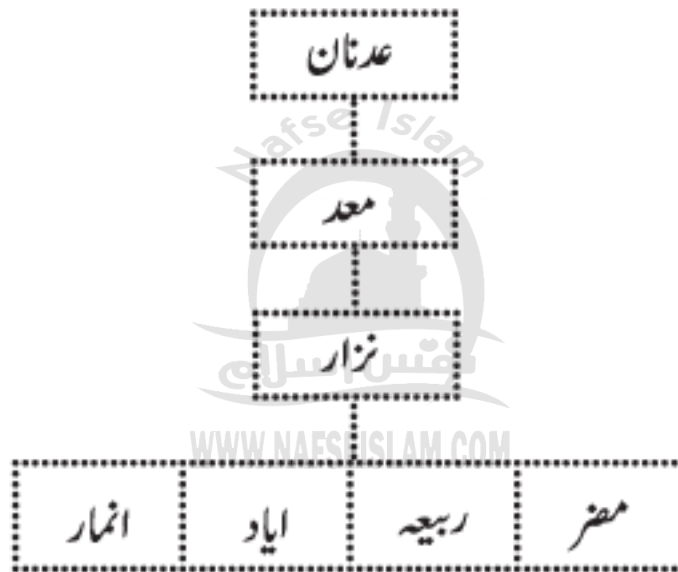 عدنان
Nafse Islam
معد
نزار
نفس اسلام
WWW.NAFSEISLAM.COM
مضر ربیعہ ایاد انمار